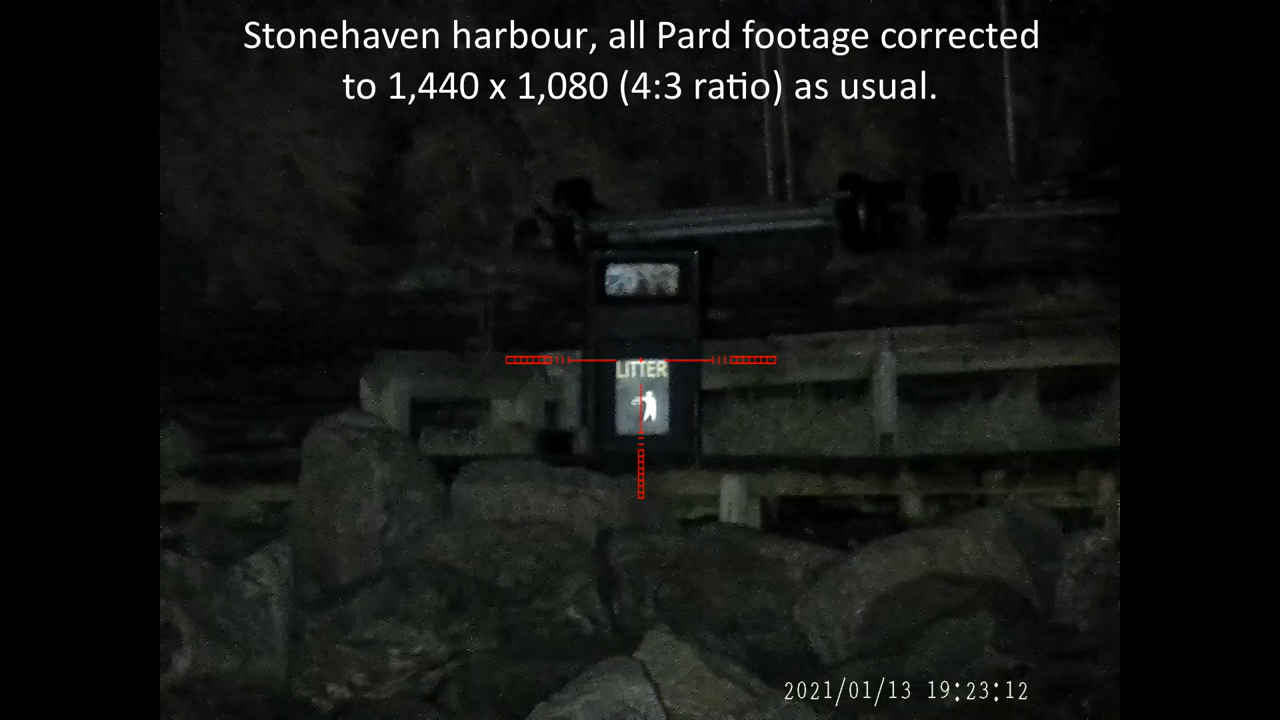 Stonehaven harbour, all Pard footage corrected
to 1,440 x 1,080 (4:3 ratio) as usual.
LITTER
2021/01/13 19:23:12